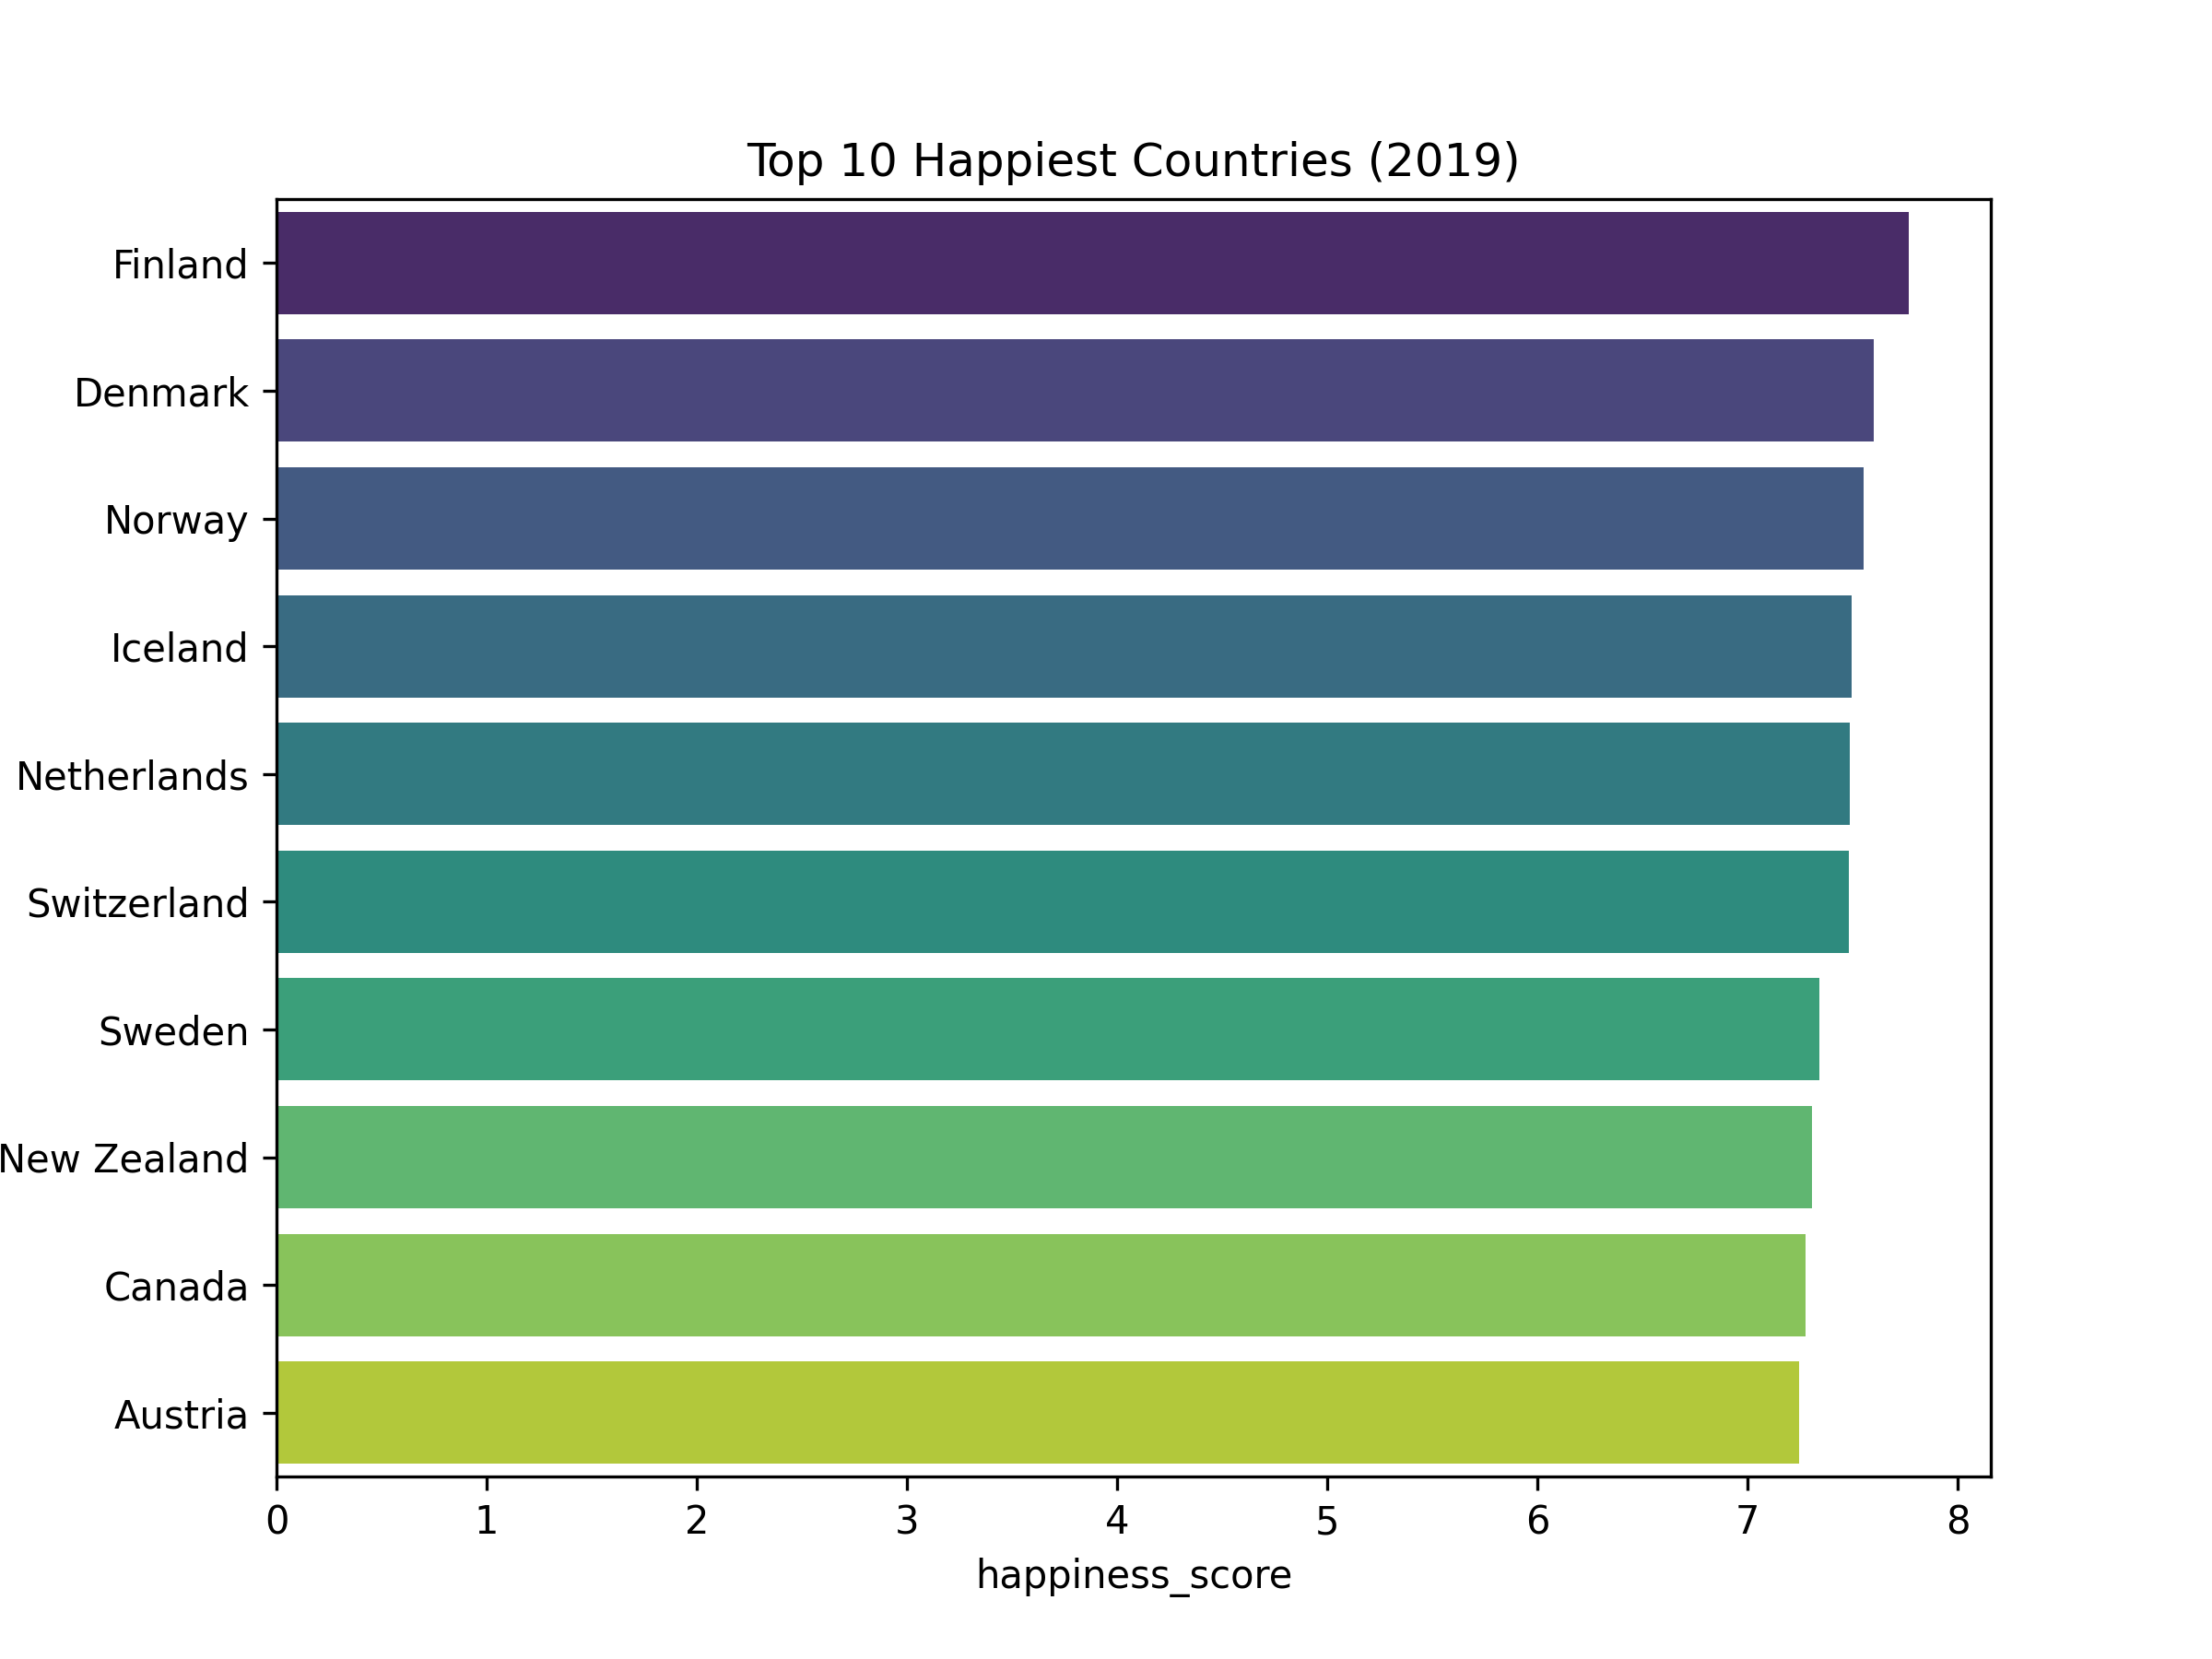 Top 10 Happiest Countries (2019)
Finland
Denmark
Norway
Iceland
Netherlands
Switzerland
Sweden
New Zealand
Canada
Austria
0 1 2 3 4 5 6 7 8
happiness_score